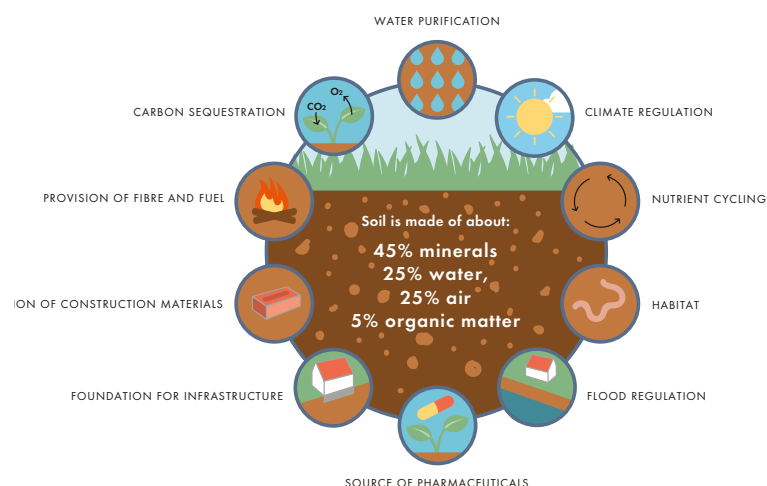 WATER PURIFICATION
O₂
CO₂
CARBON SEQUESTRATION
CLIMATE REGULATION
PROVISION OF FIBRE AND FUEL
NUTRIENT CYCLING
Soil is made of about:
45% minerals
25% water,
25% air
5% organic matter
ION OF CONSTRUCTION MATERIALS
HABITAT
FOUNDATION FOR INFRASTRUCTURE
FLOOD REGULATION
SOURCE OF PHARMACEUTICALS